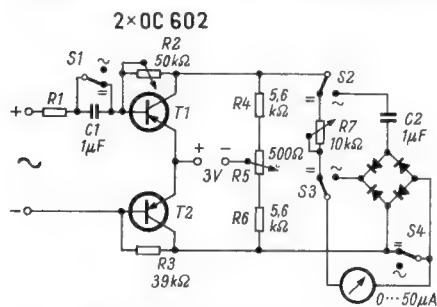 2×OC 602
S1
~
=
R2
50kΩ
+
R1
C1
1μF
T1
~
R4
5,6
kΩ
=
S2
~
C2
1μF
R7
10kΩ
+
-
3V
R5
500Ω
=
~
S3
-
T2
R6
5,6
kΩ
S4
=
~
R3
39kΩ
0...50μA